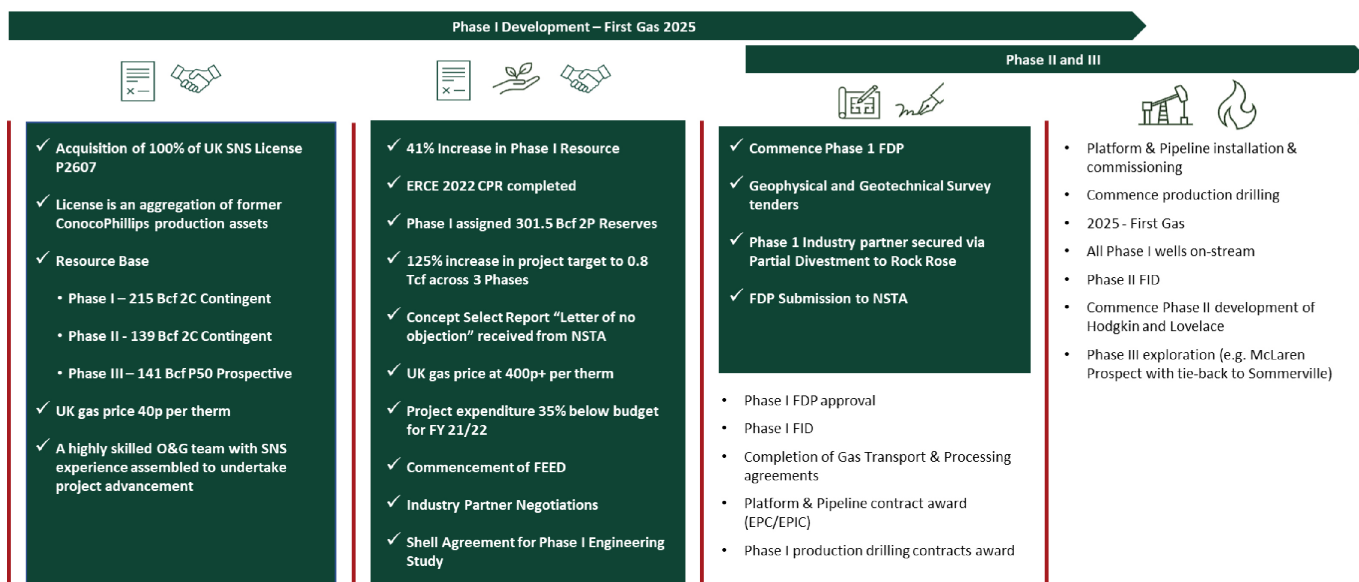 Phase I Development – First Gas 2025
Phase II and III
✓ Acquisition of 100% of UK SNS License
P2607
✓ License is an aggregation of former
ConocoPhillips production assets
✓ Resource Base
• Phase I – 215 Bcf 2C Contingent
• Phase II - 139 Bcf 2C Contingent
• Phase III – 141 Bcf P50 Prospective
✓ UK gas price 40p per therm
✓ A highly skilled O&G team with SNS
experience assembled to undertake
project advancement
✓ 41% Increase in Phase I Resource
✓ ERCE 2022 CPR completed
✓ Phase I assigned 301.5 Bcf 2P Reserves
✓ 125% increase in project target to 0.8
Tcf across 3 Phases
✓ Concept Select Report “Letter of no
objection” received from NSTA
✓ UK gas price at 400p+ per therm
✓ Project expenditure 35% below budget
for FY 21/22
✓ Commencement of FEED
✓ Industry Partner Negotiations
✓ Shell Agreement for Phase I Engineering
Study
✓ Commence Phase 1 FDP
✓ Geophysical and Geotechnical Survey
tenders
✓ Phase 1 Industry partner secured via
Partial Divestment to Rock Rose
✓ FDP Submission to NSTA
• Phase I FDP approval
• Phase I FID
• Completion of Gas Transport & Processing
agreements
• Platform & Pipeline contract award
(EPC/EPIC)
• Phase I production drilling contracts award
• Platform & Pipeline installation &
commissioning
• Commence production drilling
• 2025 - First Gas
• All Phase I wells on-stream
• Phase II FID
• Commence Phase II development of
Hodgkin and Lovelace
• Phase III exploration (e.g. McLaren
Prospect with tie-back to Sommerville)